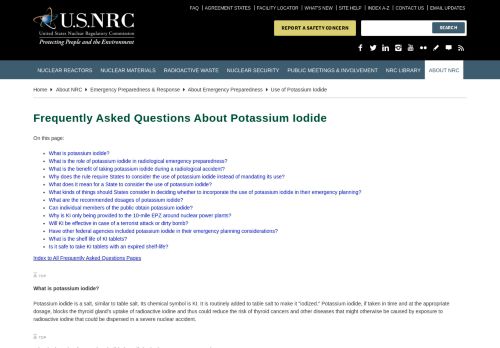 FAQ | AGREEMENT STATES | FACILITY LOCATOR | WHAT'S NEW | SITE HELP | INDEX A-Z | CONTACT US | EMAIL UPDATES
U.S.NRC
United States Nuclear Regulatory Commission
Protecting People and the Environment
REPORT A SAFETY CONCERN
SEARCH
NUCLEAR REACTORS NUCLEAR MATERIALS RADIOACTIVE WASTE NUCLEAR SECURITY PUBLIC MEETINGS & INVOLVEMENT NRC LIBRARY ABOUT NRC
Home About NRC Emergency Preparedness & Response About Emergency Preparedness Use of Potassium Iodide
Frequently Asked Questions About Potassium Iodide
On this page:
What is potassium iodide?
What is the role of potassium iodide in radiological emergency preparedness?
What is the benefit of taking potassium iodide during a radiological accident?
Why does the rule require States to consider the use of potassium iodide instead of mandating its use?
What does it mean for a State to consider the use of potassium iodide?
What kinds of things should States consider in deciding whether to incorporate the use of potassium iodide in their emergency planning?
What are the recommended dosages of potassium iodide?
Can individual members of the public obtain potassium iodide?
Why is KI only being provided to the 10-mile EPZ around nuclear power plants?
Will KI be effective in case of a terrorist attack or dirty bomb?
Have other federal agencies included potassium iodide in their emergency planning considerations?
What is the shelf life of KI tablets?
Is it safe to take KI tablets with an expired shelf-life?
Index to All Frequently Asked Questions Pages
TOP
What is potassium iodide?
Potassium iodide is a salt, similar to table salt. Its chemical symbol is KI. It is routinely added to table salt to make it "iodized." Potassium iodide, if taken in time and at the appropriate
dosage, blocks the thyroid gland's uptake of radioactive iodine and thus could reduce the risk of thyroid cancers and other diseases that might otherwise be caused by exposure to
radioactive iodine that could be dispersed in a severe nuclear accident.
TOP